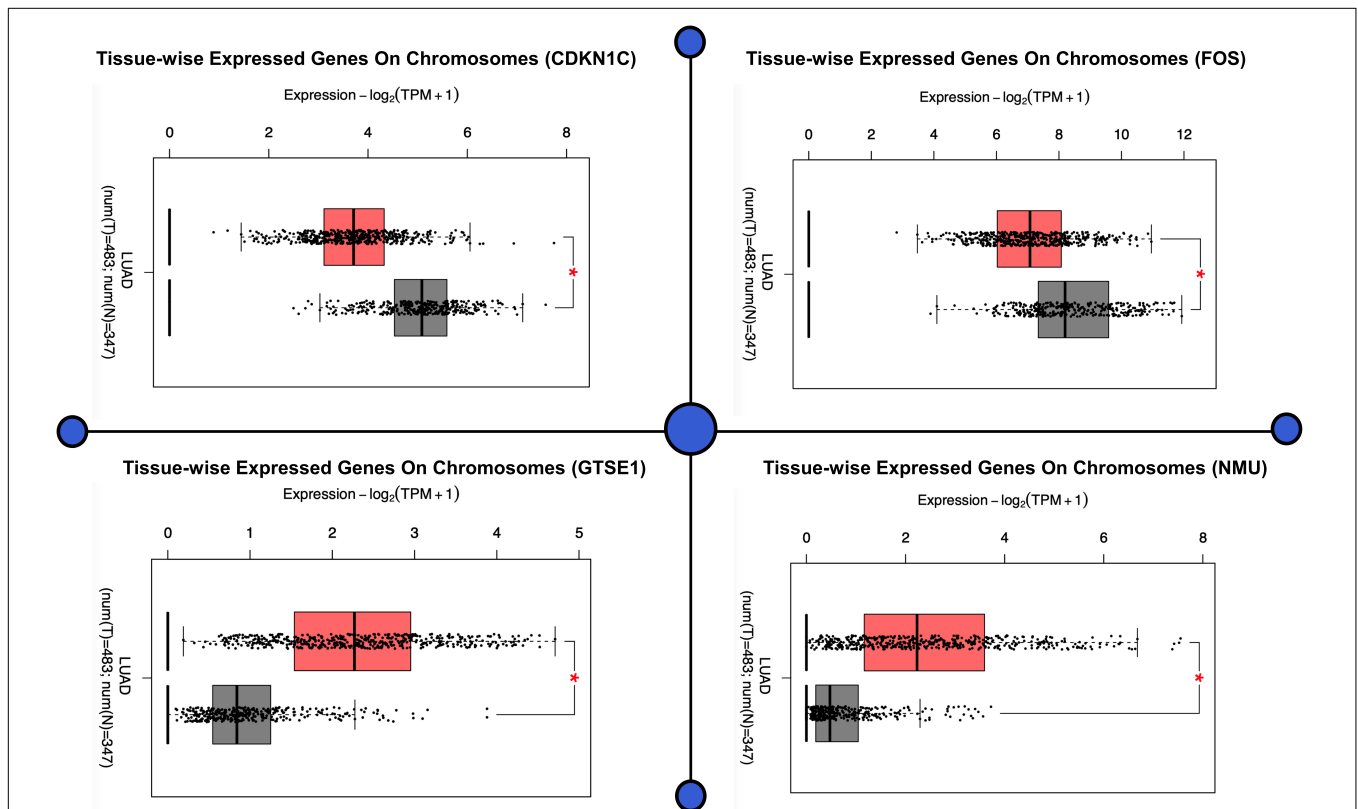 Tissue-wise Expressed Genes On Chromosomes (CDKN1C)
Expression – log₂(TPM + 1)
0 2 4 6 8
LUAD
(num(T)=483; num(N)=347)
*
Tissue-wise Expressed Genes On Chromosomes (FOS)
Expression – log₂(TPM + 1)
0 2 4 6 8 10 12
LUAD
(num(T)=483; num(N)=347)
*
Tissue-wise Expressed Genes On Chromosomes (GTSE1)
Expression – log₂(TPM + 1)
0 1 2 3 4 5
LUAD
(num(T)=483; num(N)=347)
*
Tissue-wise Expressed Genes On Chromosomes (NMU)
Expression – log₂(TPM + 1)
0 2 4 6 8
LUAD
(num(T)=483; num(N)=347)
*